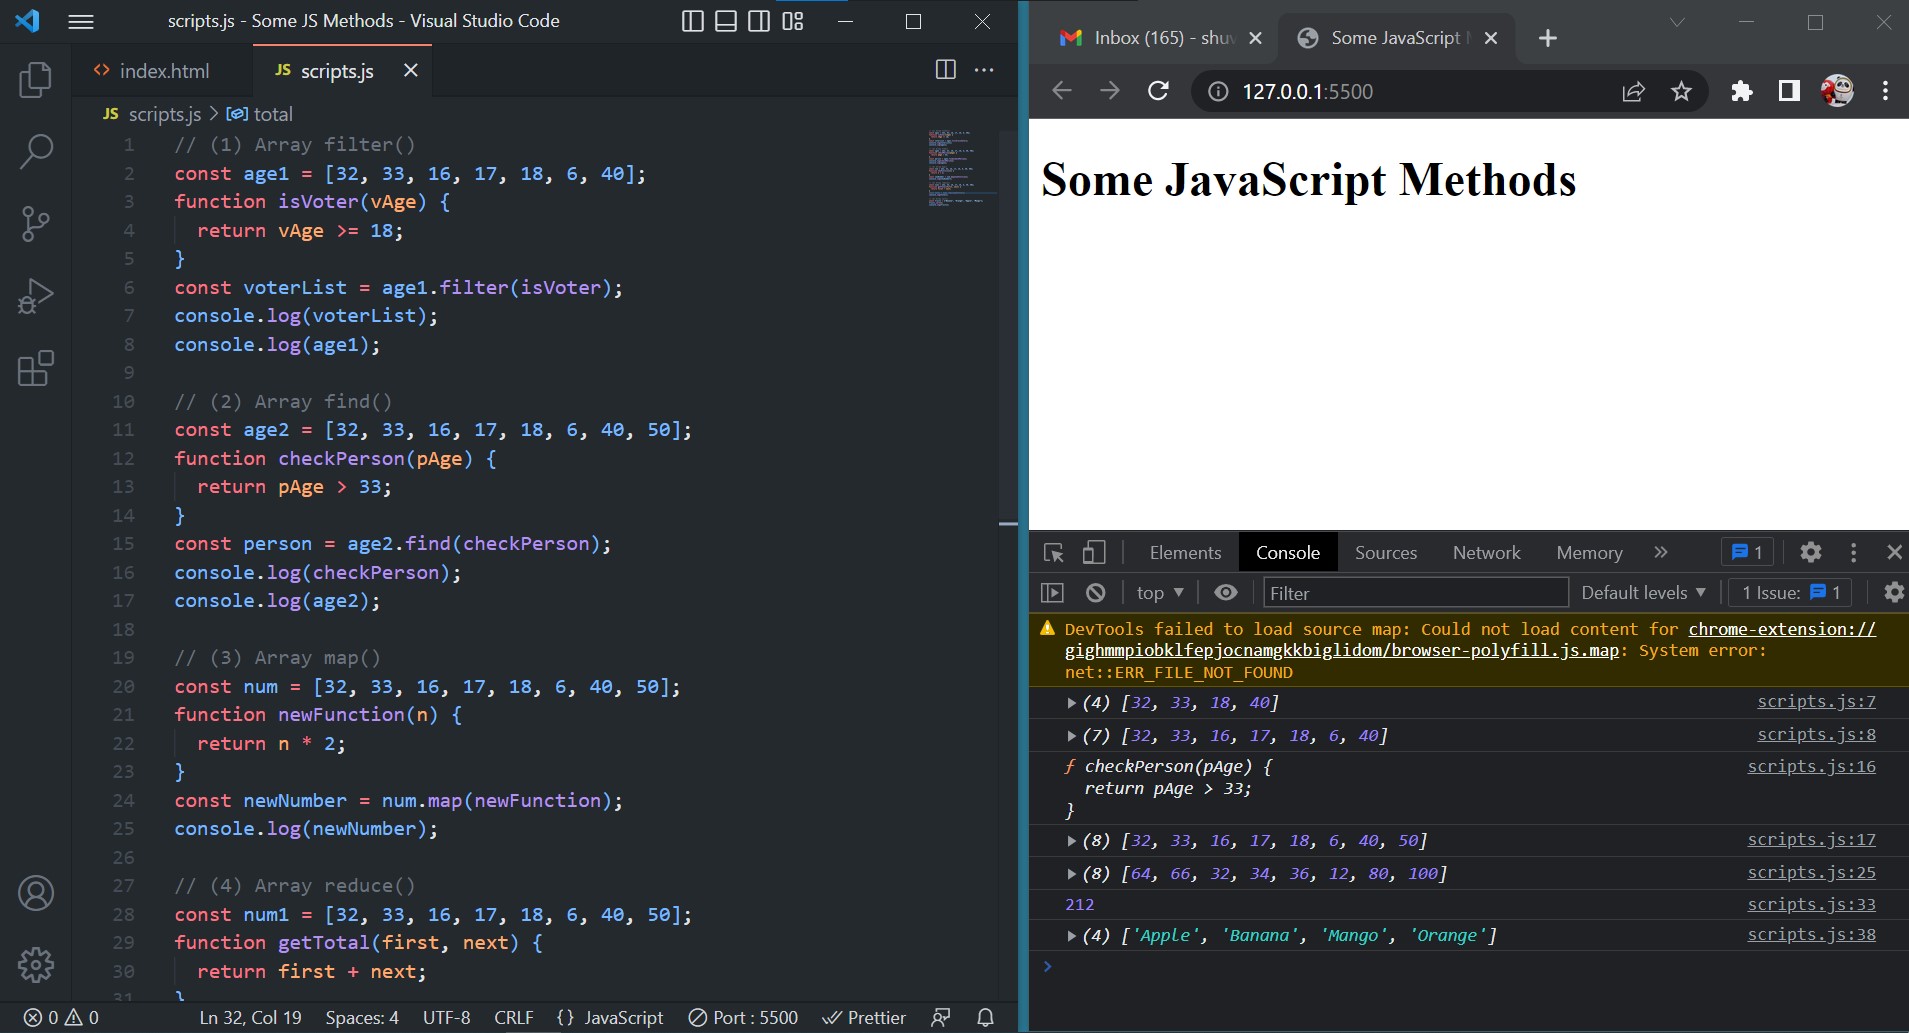 scripts.js - Some JS Methods - Visual Studio Code
index.html
JS scripts.js
JS scripts.js > total
1 // (1) Array filter()
2 const age1 = [32, 33, 16, 17, 18, 6, 40];
3 function isVoter(vAge) {
4 return vAge >= 18;
5 }
6 const voterList = age1.filter(isVoter);
7 console.log(voterList);
8 console.log(age1);
9
10 // (2) Array find()
11 const age2 = [32, 33, 16, 17, 18, 6, 40, 50];
12 function checkPerson(pAge) {
13 return pAge > 33;
14 }
15 const person = age2.find(checkPerson);
16 console.log(checkPerson);
17 console.log(age2);
18
19 // (3) Array map()
20 const num = [32, 33, 16, 17, 18, 6, 40, 50];
21 function newFunction(n) {
22 return n * 2;
23 }
24 const newNumber = num.map(newFunction);
25 console.log(newNumber);
26
27 // (4) Array reduce()
28 const num1 = [32, 33, 16, 17, 18, 6, 40, 50];
29 function getTotal(first, next) {
30 return first + next;
31 }
0 0 Ln 32, Col 19 Spaces: 4 UTF-8 CRLF {} JavaScript Port : 5500 Prettier
Inbox (165) - shuv
Some JavaScript
127.0.0.1:5500
Some JavaScript Methods
Elements Console Sources Network Memory » 1
top ▼ Filter Default levels ▼ 1 Issue: 1
DevTools failed to load source map: Could not load content for chrome-extension://
gighmmpiobklfepjocnamgkkbiglidom/browser-polyfill.js.map: System error:
net::ERR_FILE_NOT_FOUND
(4) [32, 33, 18, 40] scripts.js:7
(7) [32, 33, 16, 17, 18, 6, 40] scripts.js:8
ƒ checkPerson(pAge) { scripts.js:16
return pAge > 33;
}
(8) [32, 33, 16, 17, 18, 6, 40, 50] scripts.js:17
(8) [64, 66, 32, 34, 36, 12, 80, 100] scripts.js:25
212 scripts.js:33
(4) ['Apple', 'Banana', 'Mango', 'Orange'] scripts.js:38